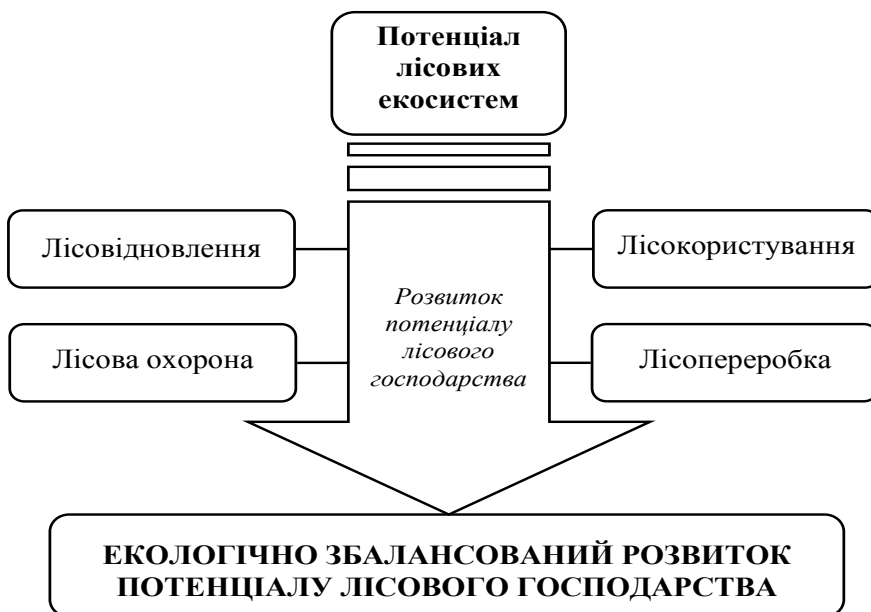 Потенціал
лісових
екосистем
Лісовідновлення
Лісокористування
Розвиток
потенціалу
лісового
господарства
Лісова охорона
Лісопереробка
ЕКОЛОГІЧНО ЗБАЛАНСОВАНИЙ РОЗВИТОК
ПОТЕНЦІАЛУ ЛІСОВОГО ГОСПОДАРСТВА